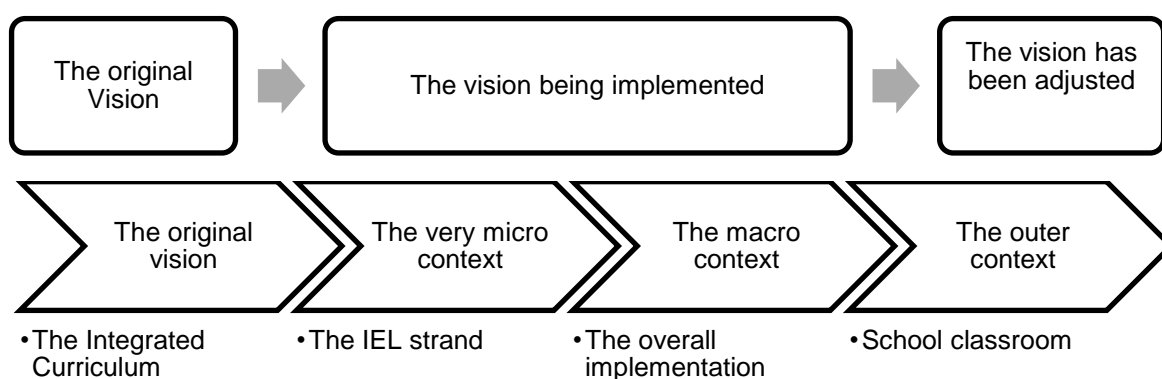 The original
Vision
The vision being implemented
The vision has
been adjusted
The original
vision
The very micro
context
The macro
context
The outer
context
•The Integrated
Curriculum
•The IEL strand
•The overall
implementation
•School classroom